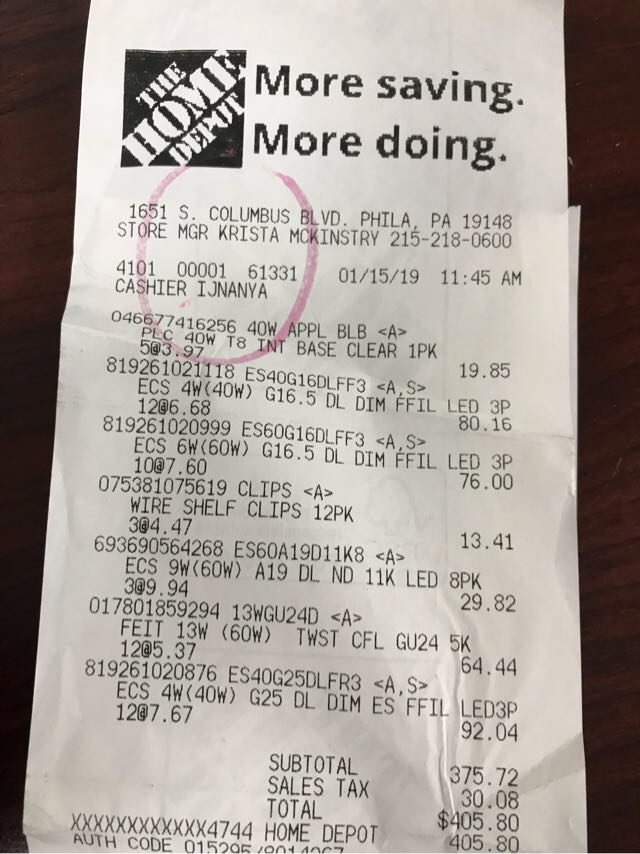 THE
HOME
DEPOT
More saving.
More doing.
1651 S. COLUMBUS BLVD. PHILA, PA 19148
STORE MGR KRISTA MCKINSTRY 215-218-0600
4101 00001 61331 01/15/19 11:45 AM
CASHIER IJNANYA
046677416256 40W APPL BLB <A>
PLC 40W T8 INT BASE CLEAR 1PK
5@3.97 19.85
819261021118 ES40G16DLFF3 <A,S>
ECS 4W(40W) G16.5 DL DIM FFIL LED 3P
12@6.68 80.16
819261020999 ES60G16DLFF3 <A,S>
ECS 6W(60W) G16.5 DL DIM FFIL LED 3P
10@7.60 76.00
075381075619 CLIPS <A>
WIRE SHELF CLIPS 12PK
3@4.47 13.41
693690564268 ES60A19D11K8 <A>
ECS 9W(60W) A19 DL ND 11K LED 8PK
3@9.94 29.82
017801859294 13WGU24D <A>
FEIT 13W (60W) TWST CFL GU24 5K
12@5.37 64.44
819261020876 ES40G25DLFR3 <A,S>
ECS 4W(40W) G25 DL DIM ES FFIL LED3P
12@7.67 92.04
SUBTOTAL 375.72
SALES TAX 30.08
TOTAL $405.80
XXXXXXXXXXXX4744 HOME DEPOT 405.80
AUTH CODE